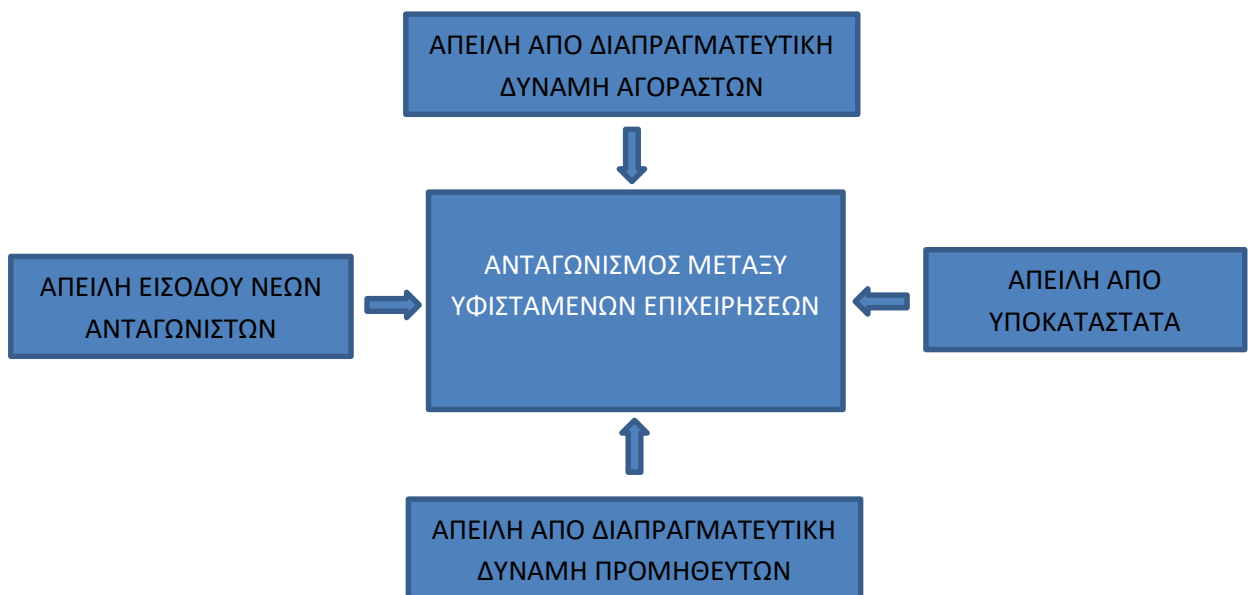 ΑΠΕΙΛΗ ΑΠΟ ΔΙΑΠΡΑΓΜΑΤΕΥΤΙΚΗ
ΔΥΝΑΜΗ ΑΓΟΡΑΣΤΩΝ
ΑΠΕΙΛΗ ΕΙΣΟΔΟΥ ΝΕΩΝ
ΑΝΤΑΓΩΝΙΣΤΩΝ
ΑΝΤΑΓΩΝΙΣΜΟΣ ΜΕΤΑΞΥ
ΥΦΙΣΤΑΜΕΝΩΝ ΕΠΙΧΕΙΡΗΣΕΩΝ
ΑΠΕΙΛΗ ΑΠΟ
ΥΠΟΚΑΤΑΣΤΑΤΑ
ΑΠΕΙΛΗ ΑΠΟ ΔΙΑΠΡΑΓΜΑΤΕΥΤΙΚΗ
ΔΥΝΑΜΗ ΠΡΟΜΗΘΕΥΤΩΝ